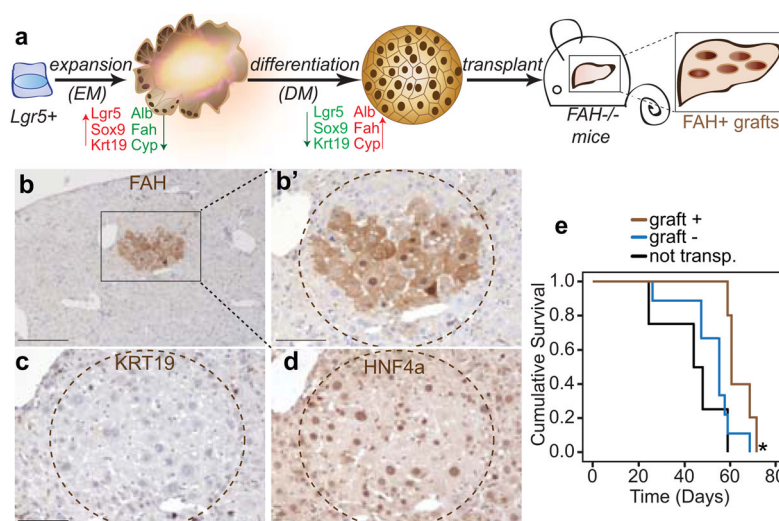 a
Lgr5+
expansion
(EM)
Lgr5 Alb
Sox9 Fah
Krt19 Cyp
differentiation
(DM)
Lgr5 Alb
Sox9 Fah
Krt19 Cyp
transplant
FAH-/-
mice
FAH+ grafts
b
FAH
b'
c
KRT19
d
HNF4a
e
graft +
graft -
not transp.
Cumulative Survival
1.0
0.8
0.6
0.4
0.2
0.0
*
0 20 40 60 80
Time (Days)